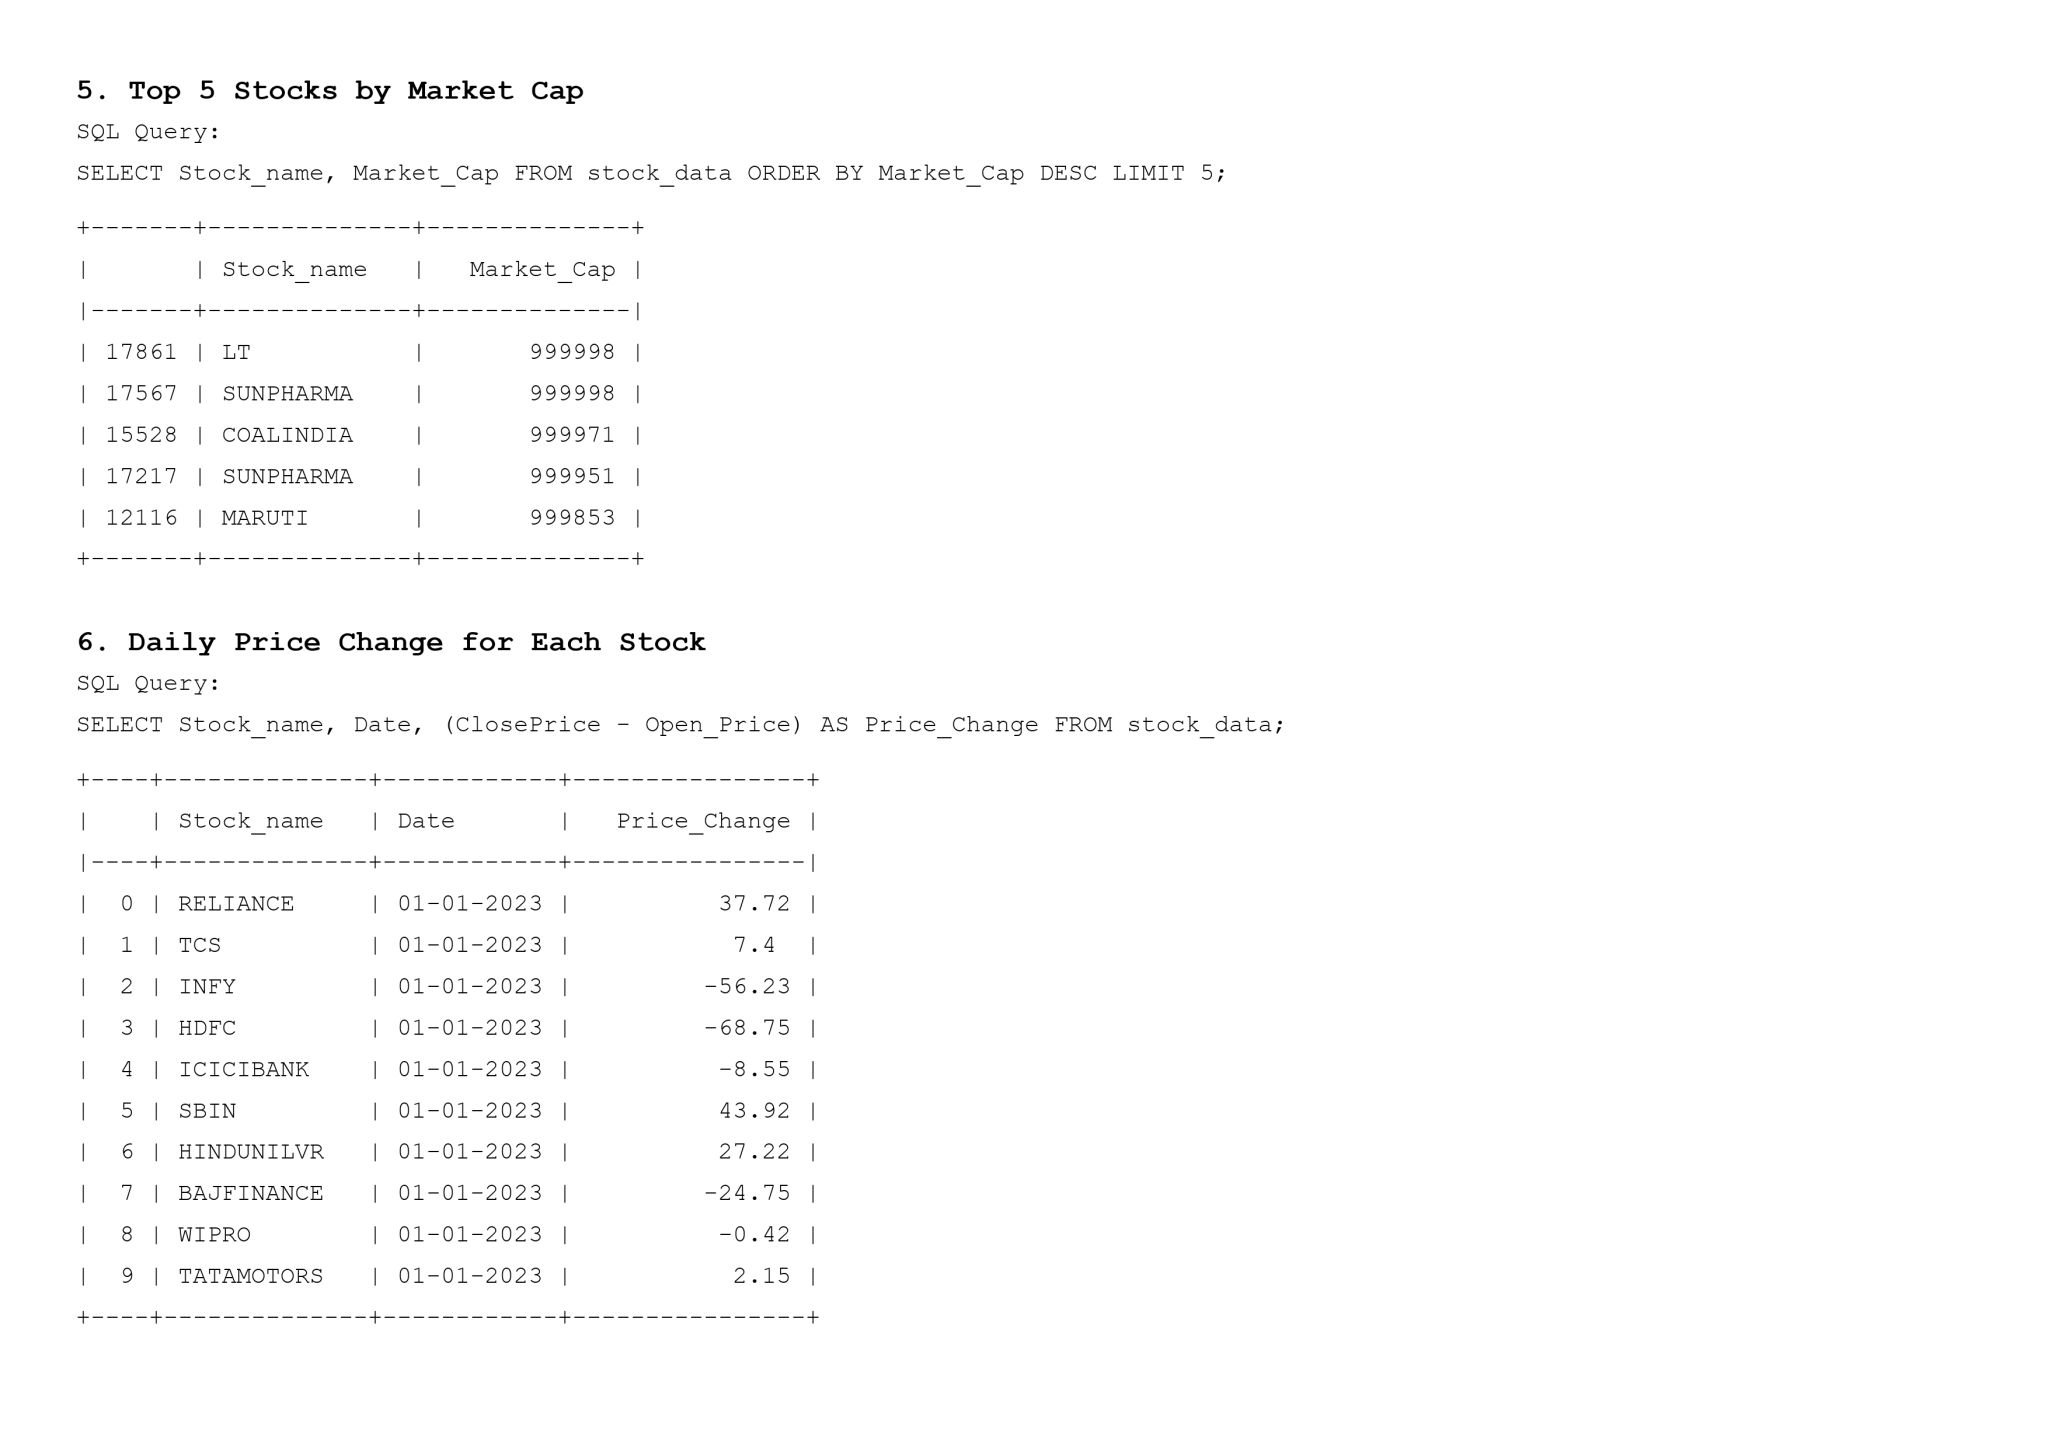 5. Top 5 Stocks by Market Cap
SQL Query:
SELECT Stock_name, Market_Cap FROM stock_data ORDER BY Market_Cap DESC LIMIT 5;
+-------+--------------+--------------+
|       | Stock_name   |   Market_Cap |
|-------+--------------+--------------|
| 17861 | LT           |       999998 |
| 17567 | SUNPHARMA    |       999998 |
| 15528 | COALINDIA    |       999971 |
| 17217 | SUNPHARMA    |       999951 |
| 12116 | MARUTI       |       999853 |
+-------+--------------+--------------+
6. Daily Price Change for Each Stock
SQL Query:
SELECT Stock_name, Date, (ClosePrice - Open_Price) AS Price_Change FROM stock_data;
+----+--------------+------------+----------------+
|    | Stock_name   | Date       |   Price_Change |
|----+--------------+------------+----------------|
|  0 | RELIANCE     | 01-01-2023 |          37.72 |
|  1 | TCS          | 01-01-2023 |           7.4  |
|  2 | INFY         | 01-01-2023 |         -56.23 |
|  3 | HDFC         | 01-01-2023 |         -68.75 |
|  4 | ICICIBANK    | 01-01-2023 |          -8.55 |
|  5 | SBIN         | 01-01-2023 |          43.92 |
|  6 | HINDUNILVR   | 01-01-2023 |          27.22 |
|  7 | BAJFINANCE   | 01-01-2023 |         -24.75 |
|  8 | WIPRO        | 01-01-2023 |          -0.42 |
|  9 | TATAMOTORS   | 01-01-2023 |           2.15 |
+----+--------------+------------+----------------+